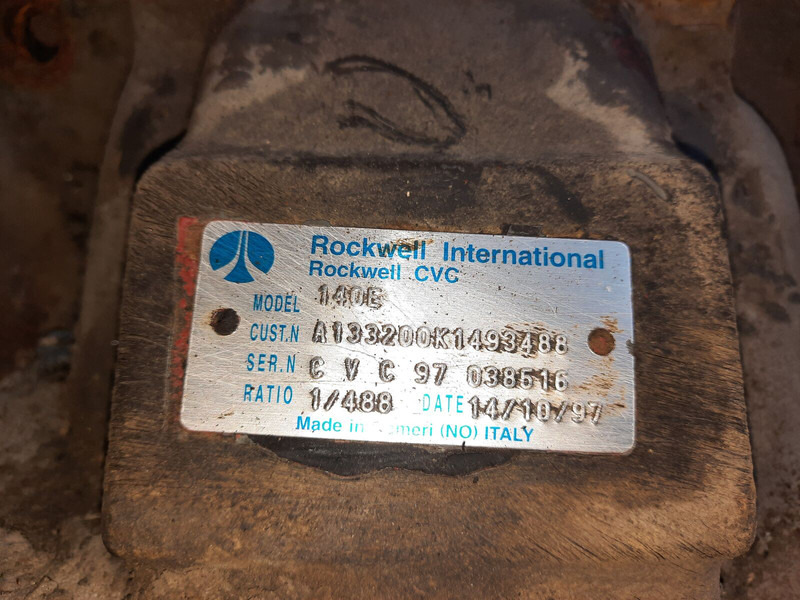 Rockwell International
Rockwell CVC
MODEL 140E
CUST.N A133200K1493488
SER.N C V C 97 038516
RATIO 1/488 DATE 14/10/97
Made in (NO) ITALY